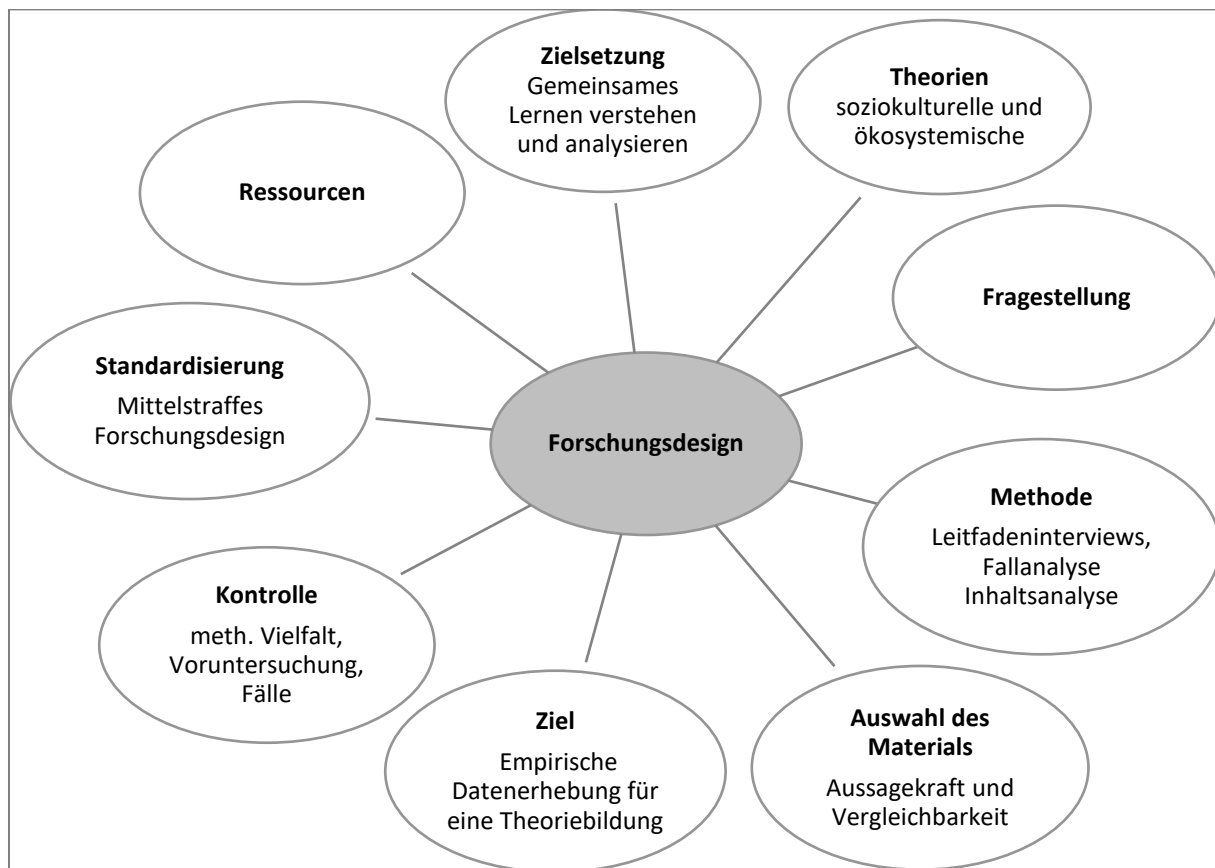 Zielsetzung
Gemeinsames
Lernen verstehen
und analysieren
Theorien
soziokulturelle und
ökosystemische
Ressourcen
Fragestellung
Standardisierung
Mittelstraffes
Forschungsdesign
Forschungsdesign
Methode
Leitfadeninterviews,
Fallanalyse
Inhaltsanalyse
Kontrolle
meth. Vielfalt,
Voruntersuchung,
Fälle
Ziel
Empirische
Datenerhebung für
eine Theoriebildung
Auswahl des
Materials
Aussagekraft und
Vergleichbarkeit